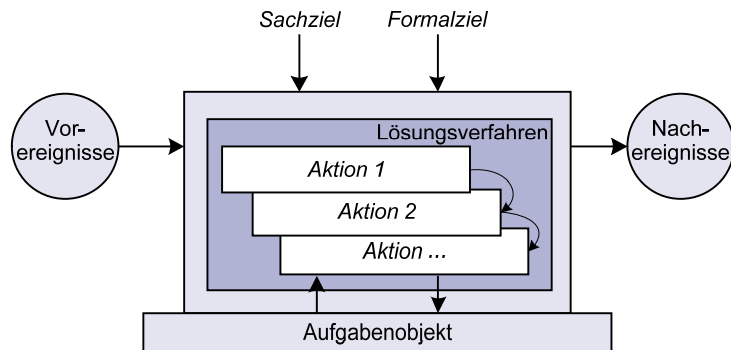 Sachziel Formalziel
Vor-
ereignisse
Lösungsverfahren
Nach-
ereignisse
Aktion 1
Aktion 2
Aktion ...
Aufgabenobjekt